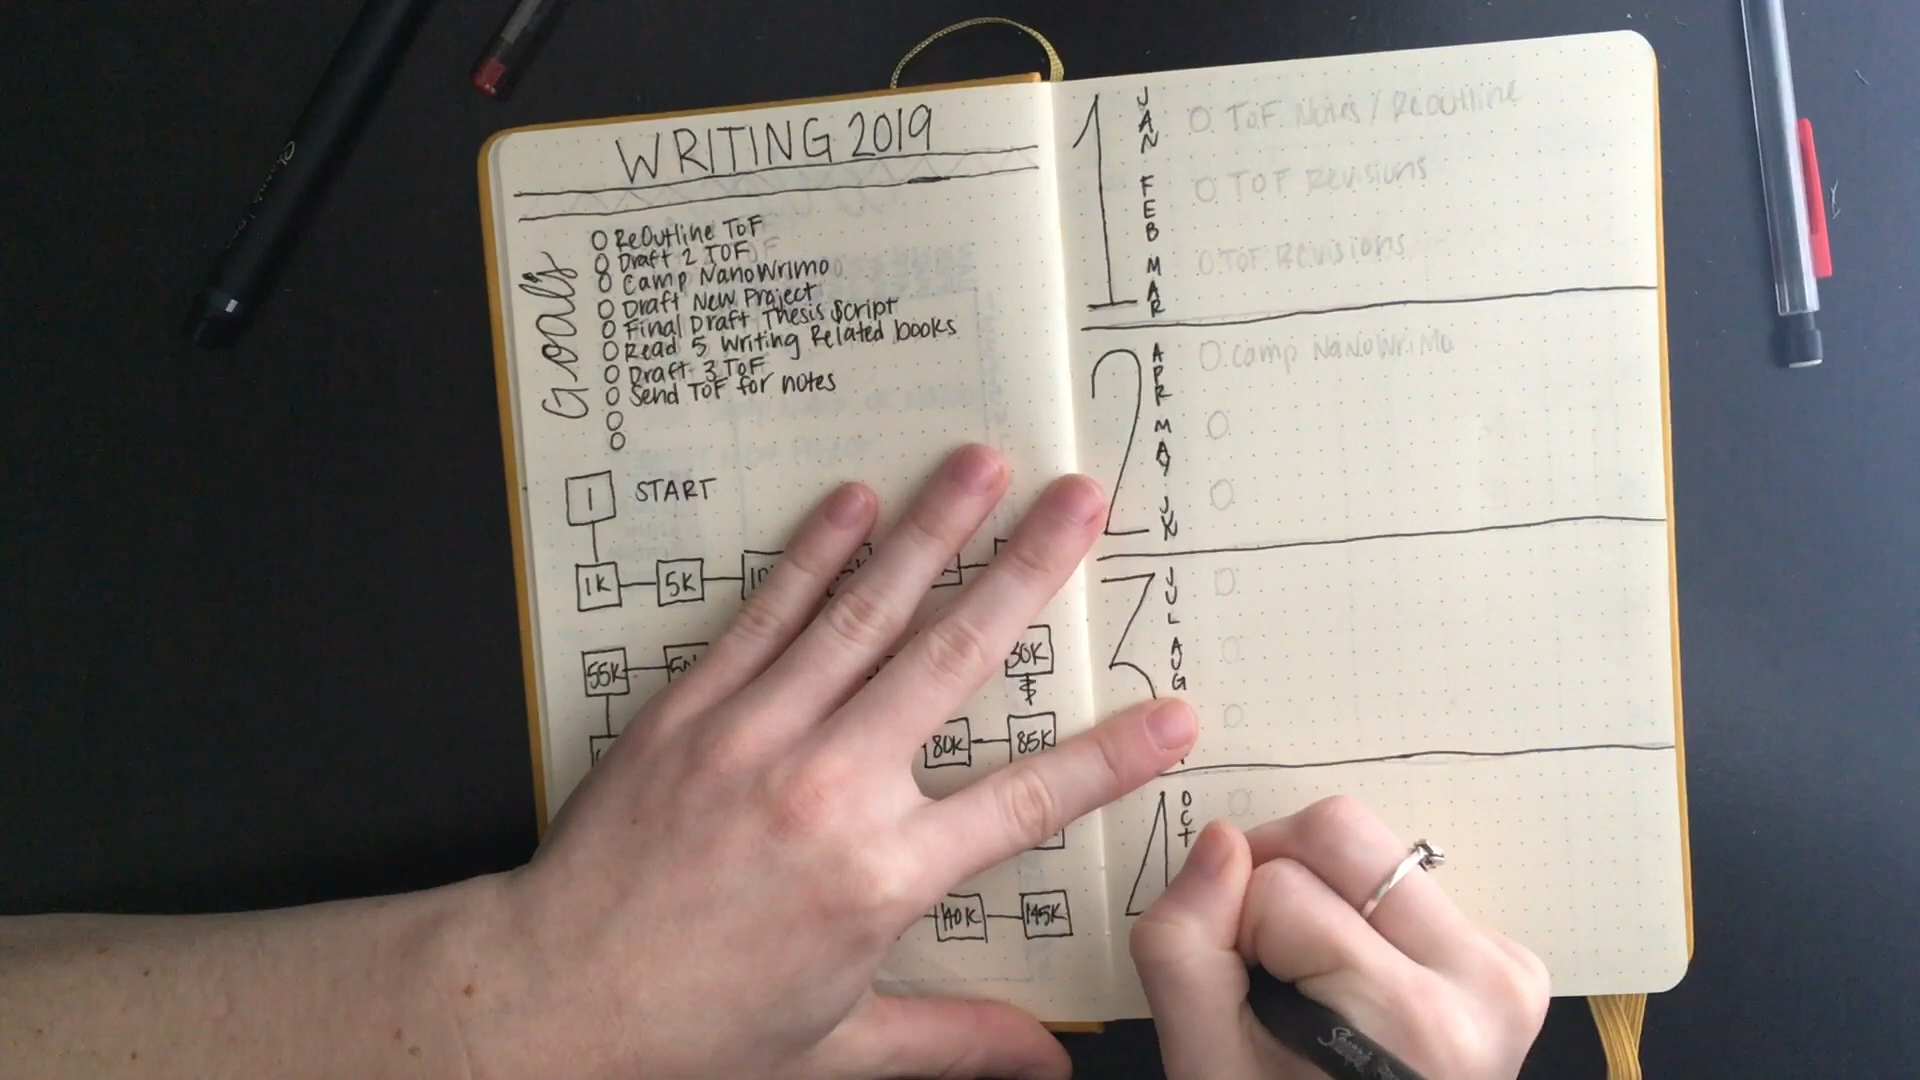 WRITING 2019
Goals
O ReOutline ToF
O Draft 2 TOF
O Camp NanoWrimo
O Draft New Project
O Final Draft Thesis Script
O Read 5 Writing Related books
O Draft 3 ToF
O Send ToF for notes
O
O
1 START
1K 5K
55K
30K
80K 85K
140K 145K
1
JAN
O ToF Notes / ReOutline
FEB
O TOF Revisions
MAR
O ToF Revisions
2
APR
O Camp NaNoWriMo
MAY
O
JN
O
3
JUL
O
AUG
O
O
4
OCT
O
Sharpie